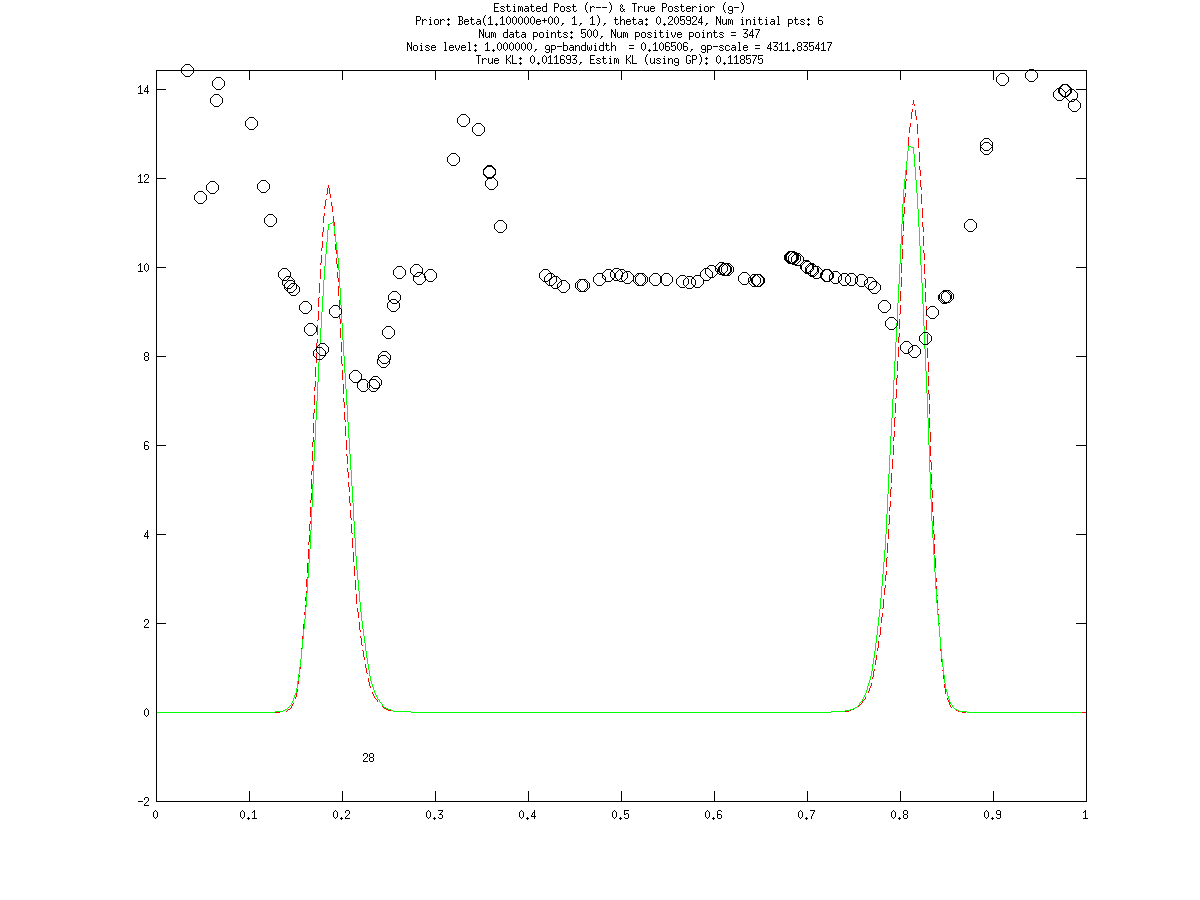 Estimated Post (r--) & True Posterior (g-)
Prior: Beta(1.100000e+00, 1, 1), theta: 0.205924, Num initial pts: 6
Num data points: 500, Num positive points = 347
Noise level: 1.000000, gp-bandwidth  = 0.106506, gp-scale = 4311.835417
True KL: 0.011693, Estim KL (using GP): 0.118575
14
12
10
8
6
4
2
0
28
-2
0 0.1 0.2 0.3 0.4 0.5 0.6 0.7 0.8 0.9 1